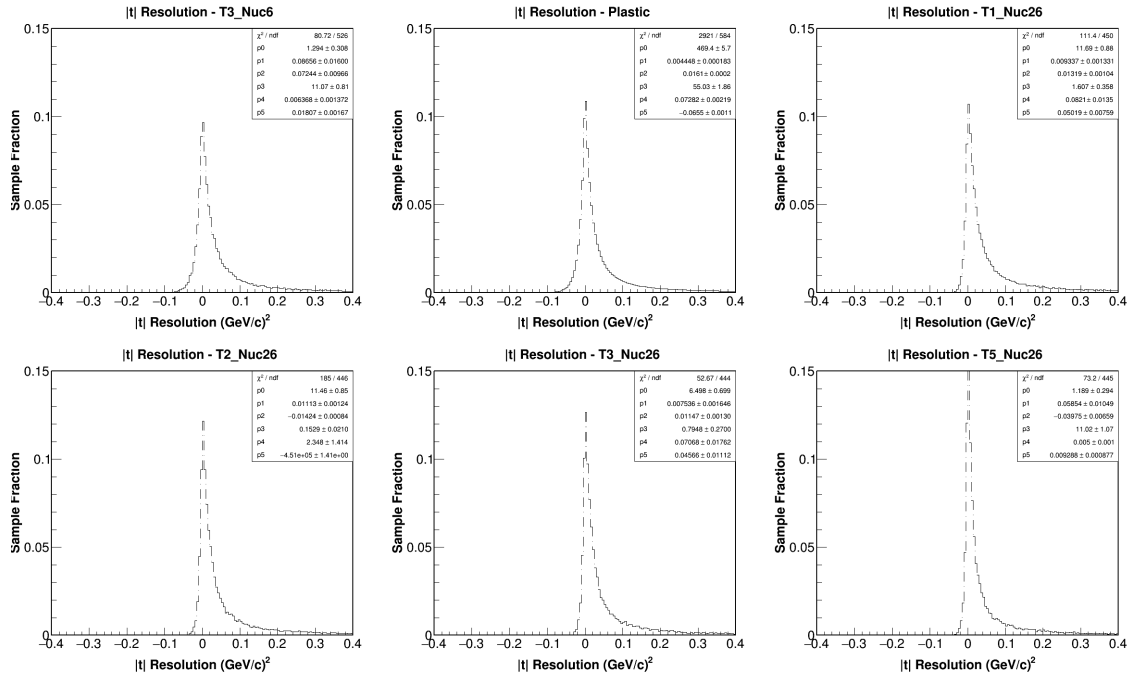 |t| Resolution - T3_Nuc6
χ² / ndf 80.72 / 526
p0 1.294 ± 0.308
p1 0.08656 ± 0.01600
p2 0.07244 ± 0.00966
p3 11.07 ± 0.81
p4 0.006368 ± 0.001372
p5 0.01807 ± 0.00167
Sample Fraction
0.15
0.1
0.05
0
−0.4 −0.3 −0.2 −0.1 0 0.1 0.2 0.3 0.4
|t| Resolution (GeV/c)²
|t| Resolution - Plastic
χ² / ndf 2921 / 584
p0 469.4 ± 5.7
p1 0.004448 ± 0.000183
p2 0.0161 ± 0.0002
p3 55.03 ± 1.86
p4 0.07282 ± 0.00219
p5 −0.0655 ± 0.0011
Sample Fraction
0.15
0.1
0.05
0
−0.4 −0.3 −0.2 −0.1 0 0.1 0.2 0.3 0.4
|t| Resolution (GeV/c)²
|t| Resolution - T1_Nuc26
χ² / ndf 111.4 / 450
p0 11.69 ± 0.88
p1 0.009337 ± 0.001331
p2 0.01319 ± 0.00104
p3 1.607 ± 0.358
p4 0.0821 ± 0.0135
p5 0.05019 ± 0.00759
Sample Fraction
0.15
0.1
0.05
0
−0.4 −0.3 −0.2 −0.1 0 0.1 0.2 0.3 0.4
|t| Resolution (GeV/c)²
|t| Resolution - T2_Nuc26
χ² / ndf 185 / 446
p0 11.46 ± 0.85
p1 0.01113 ± 0.00124
p2 −0.01424 ± 0.00084
p3 0.1529 ± 0.0210
p4 2.348 ± 1.414
p5 −4.51e+05 ± 1.41e+00
Sample Fraction
0.15
0.1
0.05
0
−0.4 −0.3 −0.2 −0.1 0 0.1 0.2 0.3 0.4
|t| Resolution (GeV/c)²
|t| Resolution - T3_Nuc26
χ² / ndf 52.67 / 444
p0 6.498 ± 0.699
p1 0.007536 ± 0.001646
p2 0.01147 ± 0.00130
p3 0.7948 ± 0.2700
p4 0.07068 ± 0.01762
p5 0.04566 ± 0.01112
Sample Fraction
0.15
0.1
0.05
0
−0.4 −0.3 −0.2 −0.1 0 0.1 0.2 0.3 0.4
|t| Resolution (GeV/c)²
|t| Resolution - T5_Nuc26
χ² / ndf 73.2 / 445
p0 1.189 ± 0.294
p1 0.05854 ± 0.01049
p2 −0.03975 ± 0.00659
p3 11.02 ± 1.07
p4 0.005 ± 0.001
p5 0.009288 ± 0.000877
Sample Fraction
0.15
0.1
0.05
0
−0.4 −0.3 −0.2 −0.1 0 0.1 0.2 0.3 0.4
|t| Resolution (GeV/c)²